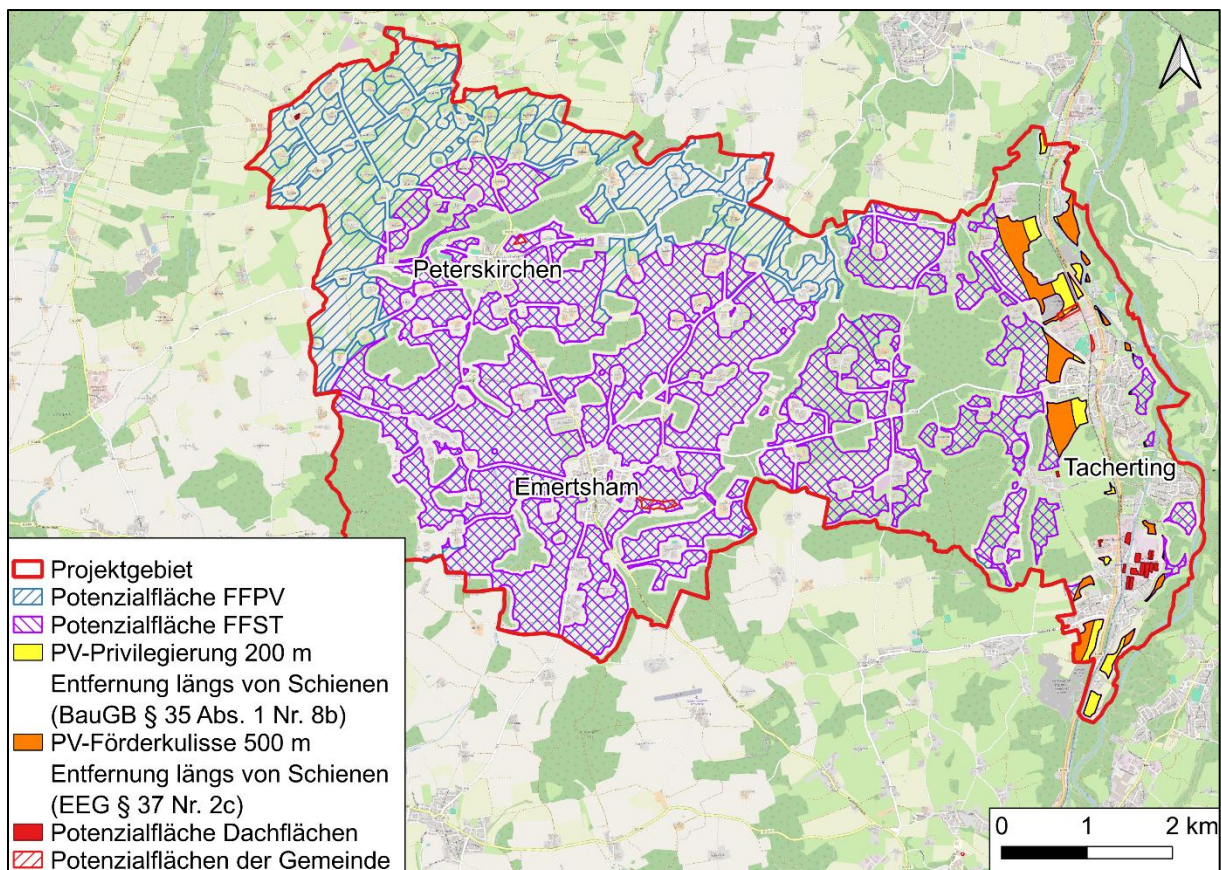 Peterskirchen
Emertsham
Tacherting
Projektgebiet
Potenzialfläche FFPV
Potenzialfläche FFST
PV-Privilegierung 200 m
Entfernung längs von Schienen
(BauGB § 35 Abs. 1 Nr. 8b)
PV-Förderkulisse 500 m
Entfernung längs von Schienen
(EEG § 37 Nr. 2c)
Potenzialfläche Dachflächen
Potenzialflächen der Gemeinde
0 1 2 km